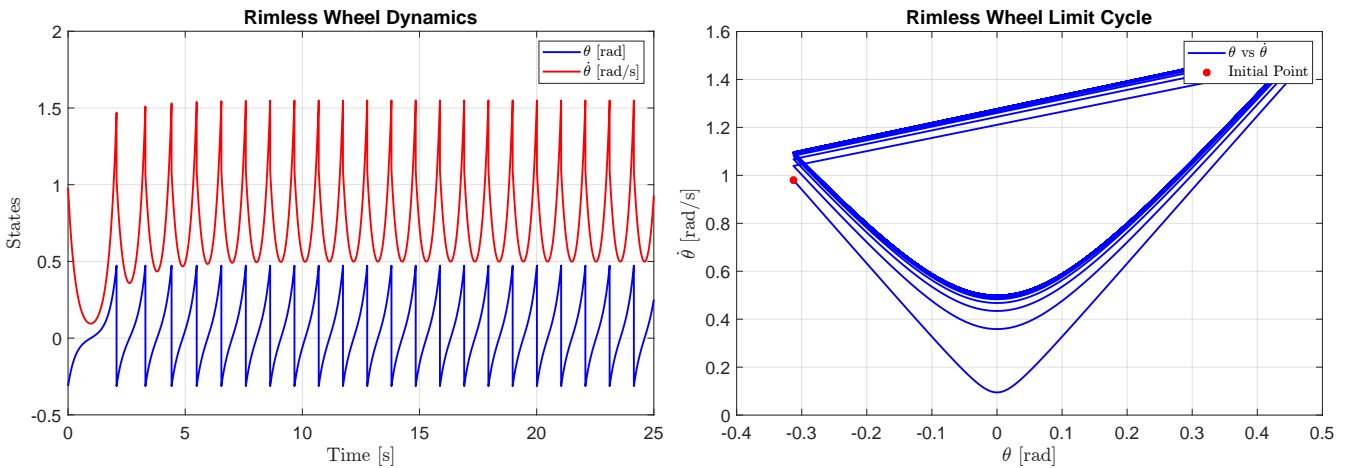 Rimless Wheel Dynamics
2
1.5
1
0.5
0
-0.5
States
0 5 10 15 20 25
Time [s]
θ [rad]
θ̇ [rad/s]
Rimless Wheel Limit Cycle
1.6
1.4
1.2
1
0.8
0.6
0.4
0.2
0
θ̇ [rad/s]
-0.4 -0.3 -0.2 -0.1 0 0.1 0.2 0.3 0.4 0.5
θ [rad]
θ vs θ̇
Initial Point